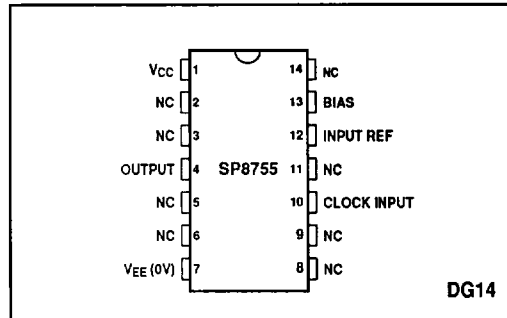 VCC 1 14 NC
NC 2 13 BIAS
NC 3 12 INPUT REF
OUTPUT 4 SP8755 11 NC
NC 5 10 CLOCK INPUT
NC 6 9 NC
VEE (0V) 7 8 NC
DG14